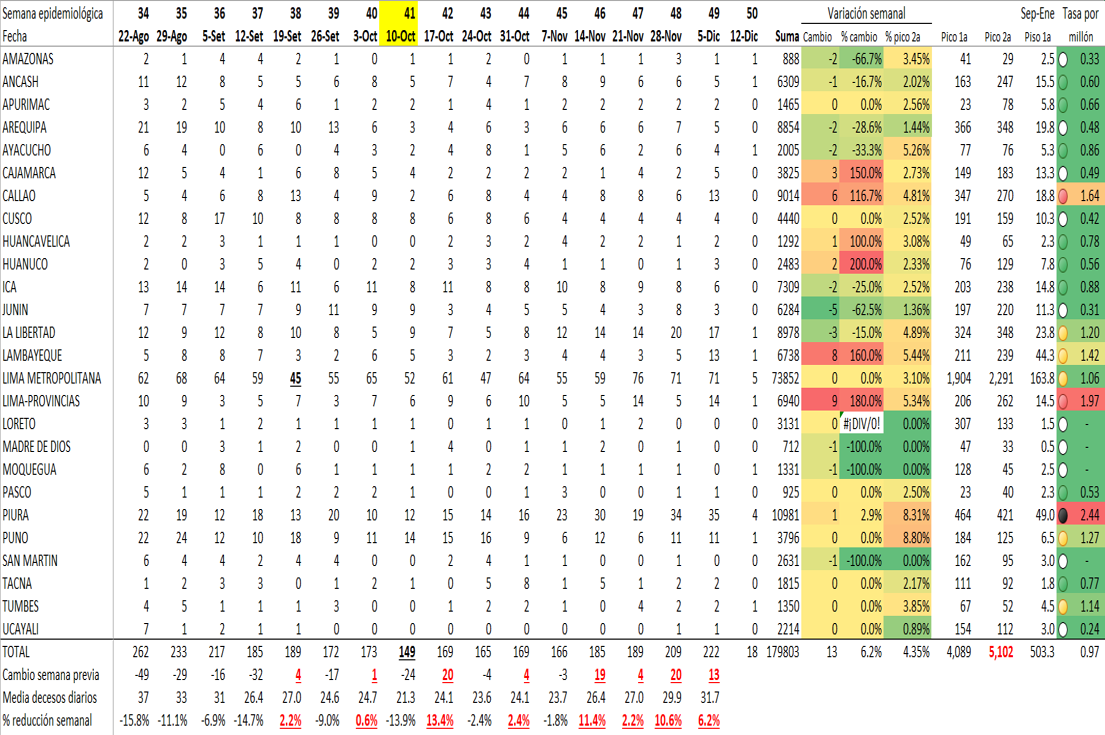 Semana epidemiológica 34 35 36 37 38 39 40 41 42 43 44 45 46 47 48 49 50 Variación semanal Sep-Ene Tasa por
Fecha 22-Ago 29-Ago 5-Set 12-Set 19-Set 26-Set 3-Oct 10-Oct 17-Oct 24-Oct 31-Oct 7-Nov 14-Nov 21-Nov 28-Nov 5-Dic 12-Dic Suma Cambio % cambio % pico 2a Pico 1a Pico 2a Piso 1a millón
AMAZONAS 2 1 4 4 2 1 0 1 1 2 0 1 1 1 3 1 1 888 -2 -66.7% 3.45% 41 29 2.5 0.33
ANCASH 11 12 8 5 5 6 8 5 7 4 7 8 9 6 6 5 1 6309 -1 -16.7% 2.02% 163 247 15.5 0.60
APURIMAC 3 2 5 4 6 1 2 2 1 4 1 2 2 2 2 2 0 1465 0 0.0% 2.56% 23 78 5.8 0.66
AREQUIPA 21 19 10 8 10 13 6 3 4 6 3 6 6 6 7 5 0 8854 -2 -28.6% 1.44% 366 348 19.8 0.48
AYACUCHO 6 4 0 6 0 4 3 2 4 8 1 5 6 2 6 4 1 2005 -2 -33.3% 5.26% 77 76 5.3 0.86
CAJAMARCA 12 5 4 1 6 8 5 4 2 2 2 2 1 4 2 5 0 3825 3 150.0% 2.73% 149 183 13.3 0.49
CALLAO 5 4 6 8 13 4 4 2 6 8 4 4 8 8 6 13 0 9014 6 116.7% 4.81% 347 270 18.8 1.64
CUSCO 12 8 17 10 8 8 8 8 6 8 6 4 4 4 4 4 0 4440 0 0.0% 2.52% 191 159 10.3 0.42
HUANCAVELICA 2 2 3 1 1 1 0 0 2 3 2 4 2 2 1 2 0 1292 1 100.0% 3.08% 49 65 2.3 0.78
HUANUCO 2 0 3 5 4 0 2 2 3 3 4 1 1 0 1 3 0 2483 2 200.0% 2.33% 76 129 7.8 0.56
ICA 13 14 14 6 11 6 11 8 11 8 8 10 8 9 8 6 0 7309 -2 -25.0% 2.52% 203 238 14.8 0.88
JUNIN 7 7 7 7 9 11 9 9 3 4 5 5 4 3 8 3 0 6284 -5 -62.5% 1.36% 197 220 11.3 0.31
LA LIBERTAD 12 9 12 8 10 8 5 9 7 5 8 12 14 14 20 17 1 8978 -3 -15.0% 4.89% 324 348 23.8 1.20
LAMBAYEQUE 5 8 8 7 3 2 6 5 3 2 3 4 4 3 5 13 1 6738 8 160.0% 5.44% 211 239 44.3 1.42
LIMA METROPOLITANA 62 68 64 59 45 55 65 52 61 47 64 55 59 76 71 71 5 73852 0 0.0% 3.10% 1,904 2,291 163.8 1.06
LIMA-PROVINCIAS 10 9 3 5 7 3 7 6 9 6 10 5 5 14 5 14 1 6940 9 180.0% 5.34% 206 262 14.5 1.97
LORETO 3 3 1 2 1 1 1 1 0 1 1 0 1 2 0 0 0 3131 0 #¡DIV/0! 0.00% 307 133 1.5 -
MADRE DE DIOS 0 0 3 1 2 0 0 1 4 0 1 1 2 0 1 0 0 712 -1 -100.0% 0.00% 47 33 0.5 -
MOQUEGUA 6 2 8 0 6 1 1 1 1 2 2 1 1 1 1 0 1 1331 -1 -100.0% 0.00% 128 45 2.5 -
PASCO 5 1 1 1 2 2 2 1 0 0 1 3 0 0 1 1 0 925 0 0.0% 2.50% 23 40 2.3 0.53
PIURA 22 19 12 18 13 20 10 12 15 14 16 23 30 19 34 35 4 10981 1 2.9% 8.31% 464 421 49.0 2.44
PUNO 22 24 12 10 18 9 11 14 15 16 9 6 12 6 11 11 1 3796 0 0.0% 8.80% 184 125 6.5 1.27
SAN MARTIN 6 4 4 2 4 4 0 0 2 4 1 1 0 0 1 0 0 2631 -1 -100.0% 0.00% 162 95 3.0 -
TACNA 1 2 3 3 0 1 2 1 0 5 8 1 5 1 2 2 0 1815 0 0.0% 2.17% 111 92 1.8 0.77
TUMBES 4 5 1 1 1 3 0 0 1 2 2 1 0 4 2 2 1 1350 0 0.0% 3.85% 67 52 4.5 1.14
UCAYALI 7 1 2 1 1 0 0 0 0 0 0 0 0 0 1 1 0 2214 0 0.0% 0.89% 154 112 3.0 0.24
TOTAL 262 233 217 185 189 172 173 149 169 165 169 166 185 189 209 222 18 179803 13 6.2% 4.35% 4,089 5,102 503.3 0.97
Cambio semana previa -49 -29 -16 -32 4 -17 1 -24 20 -4 4 -3 19 4 20 13
Media decesos diarios 37 33 31 26.4 27.0 24.6 24.7 21.3 24.1 23.6 24.1 23.7 26.4 27.0 29.9 31.7
% reducción semanal -15.8% -11.1% -6.9% -14.7% 2.2% -9.0% 0.6% -13.9% 13.4% -2.4% 2.4% -1.8% 11.4% 2.2% 10.6% 6.2%